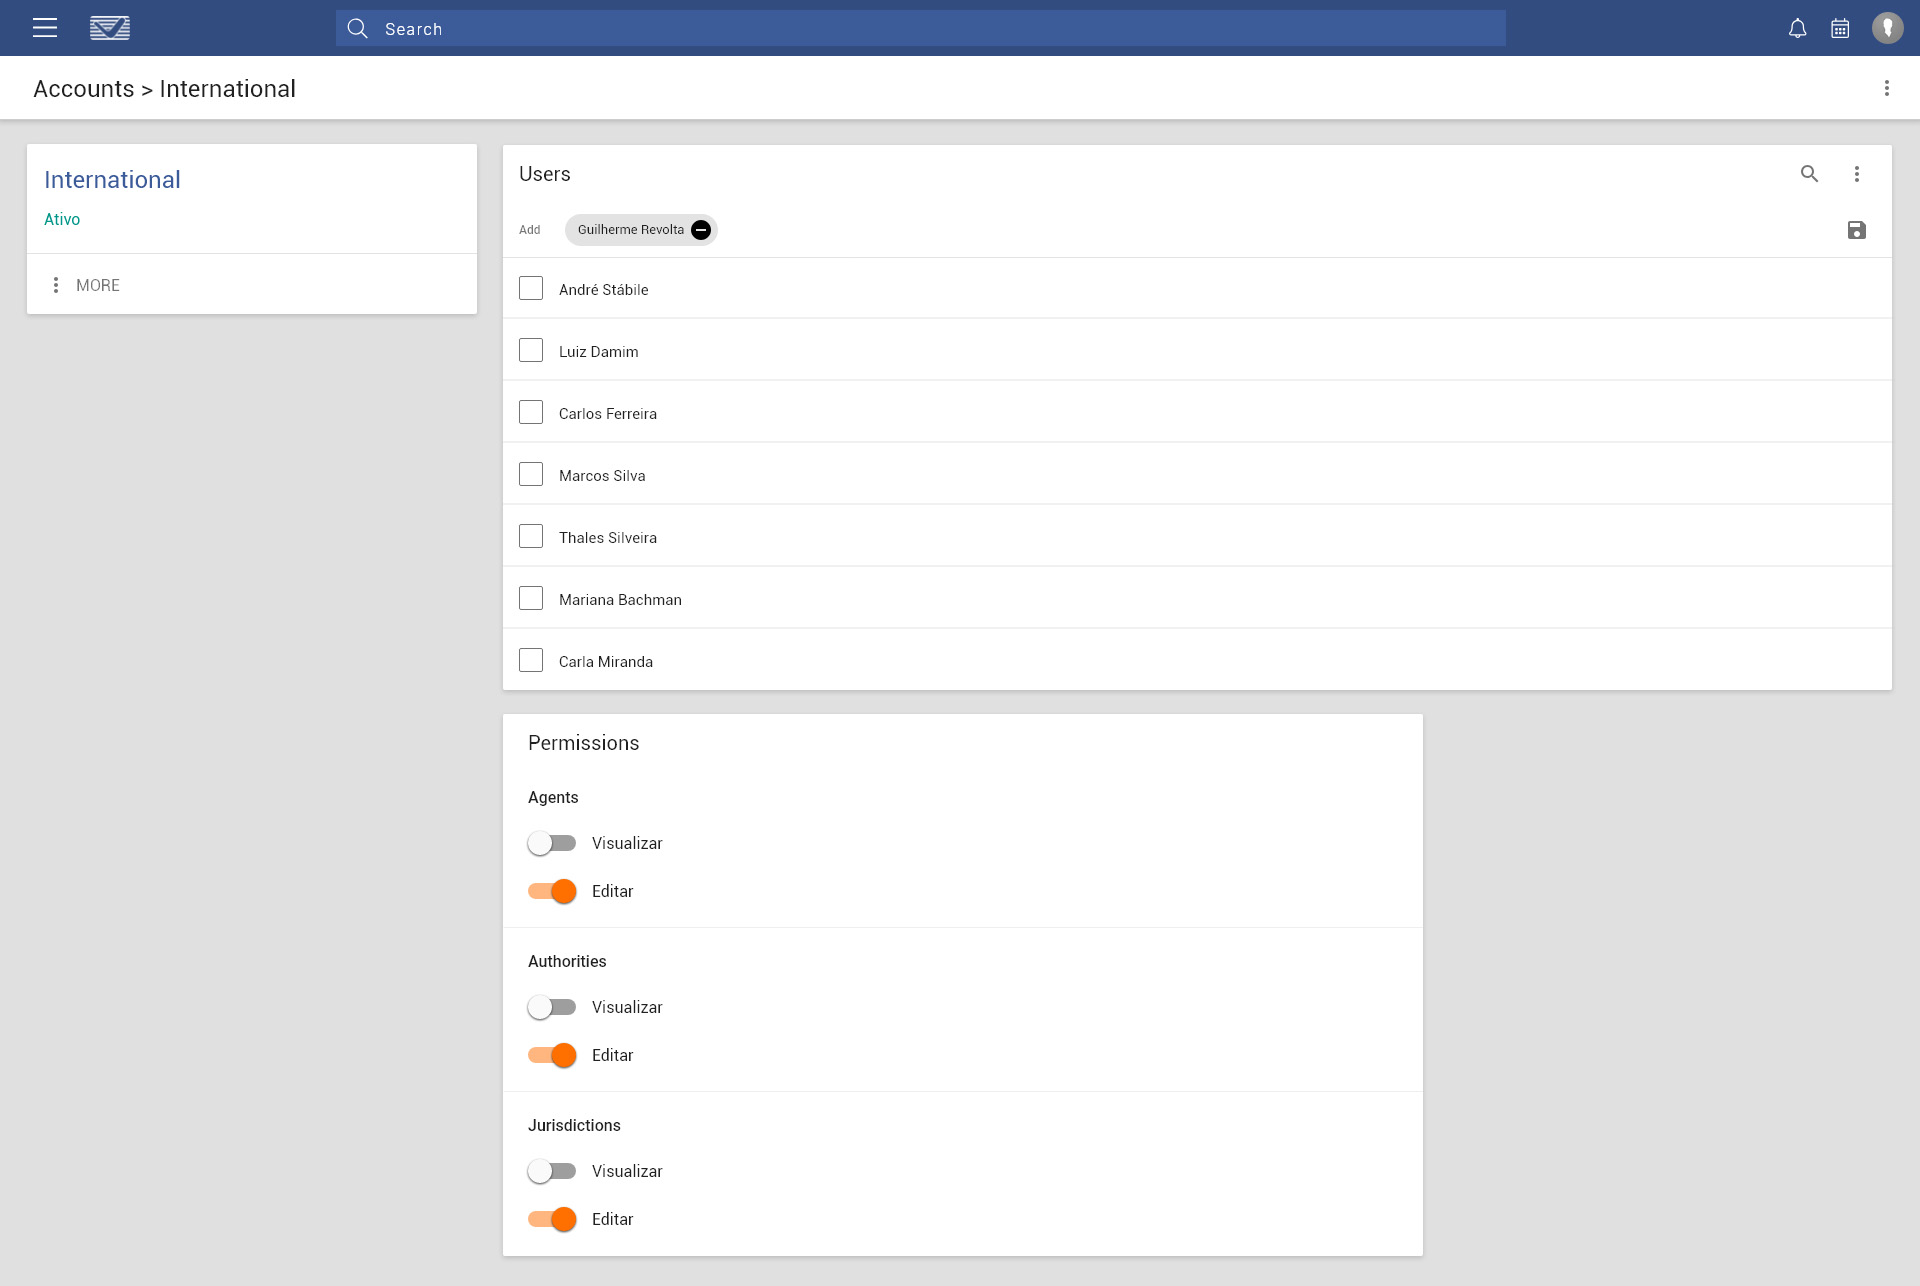 Search
Accounts > International
International
Ativo
MORE
Users
Add Guilherme Revolta
André Stábile
Luiz Damim
Carlos Ferreira
Marcos Silva
Thales Silveira
Mariana Bachman
Carla Miranda
Permissions
Agents
Visualizar
Editar
Authorities
Visualizar
Editar
Jurisdictions
Visualizar
Editar